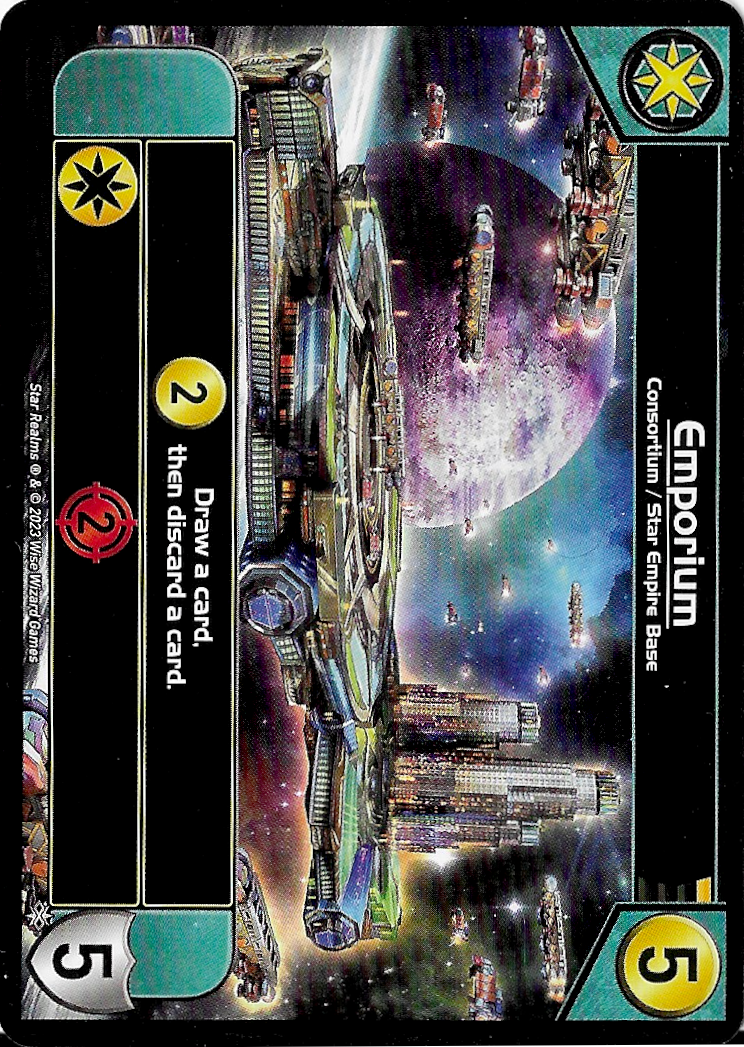 Emporium
Consortium / Star Empire Base
5
2
Draw a card,
then discard a card.
2
5
Star Realms ® & © 2023 Wise Wizard Games